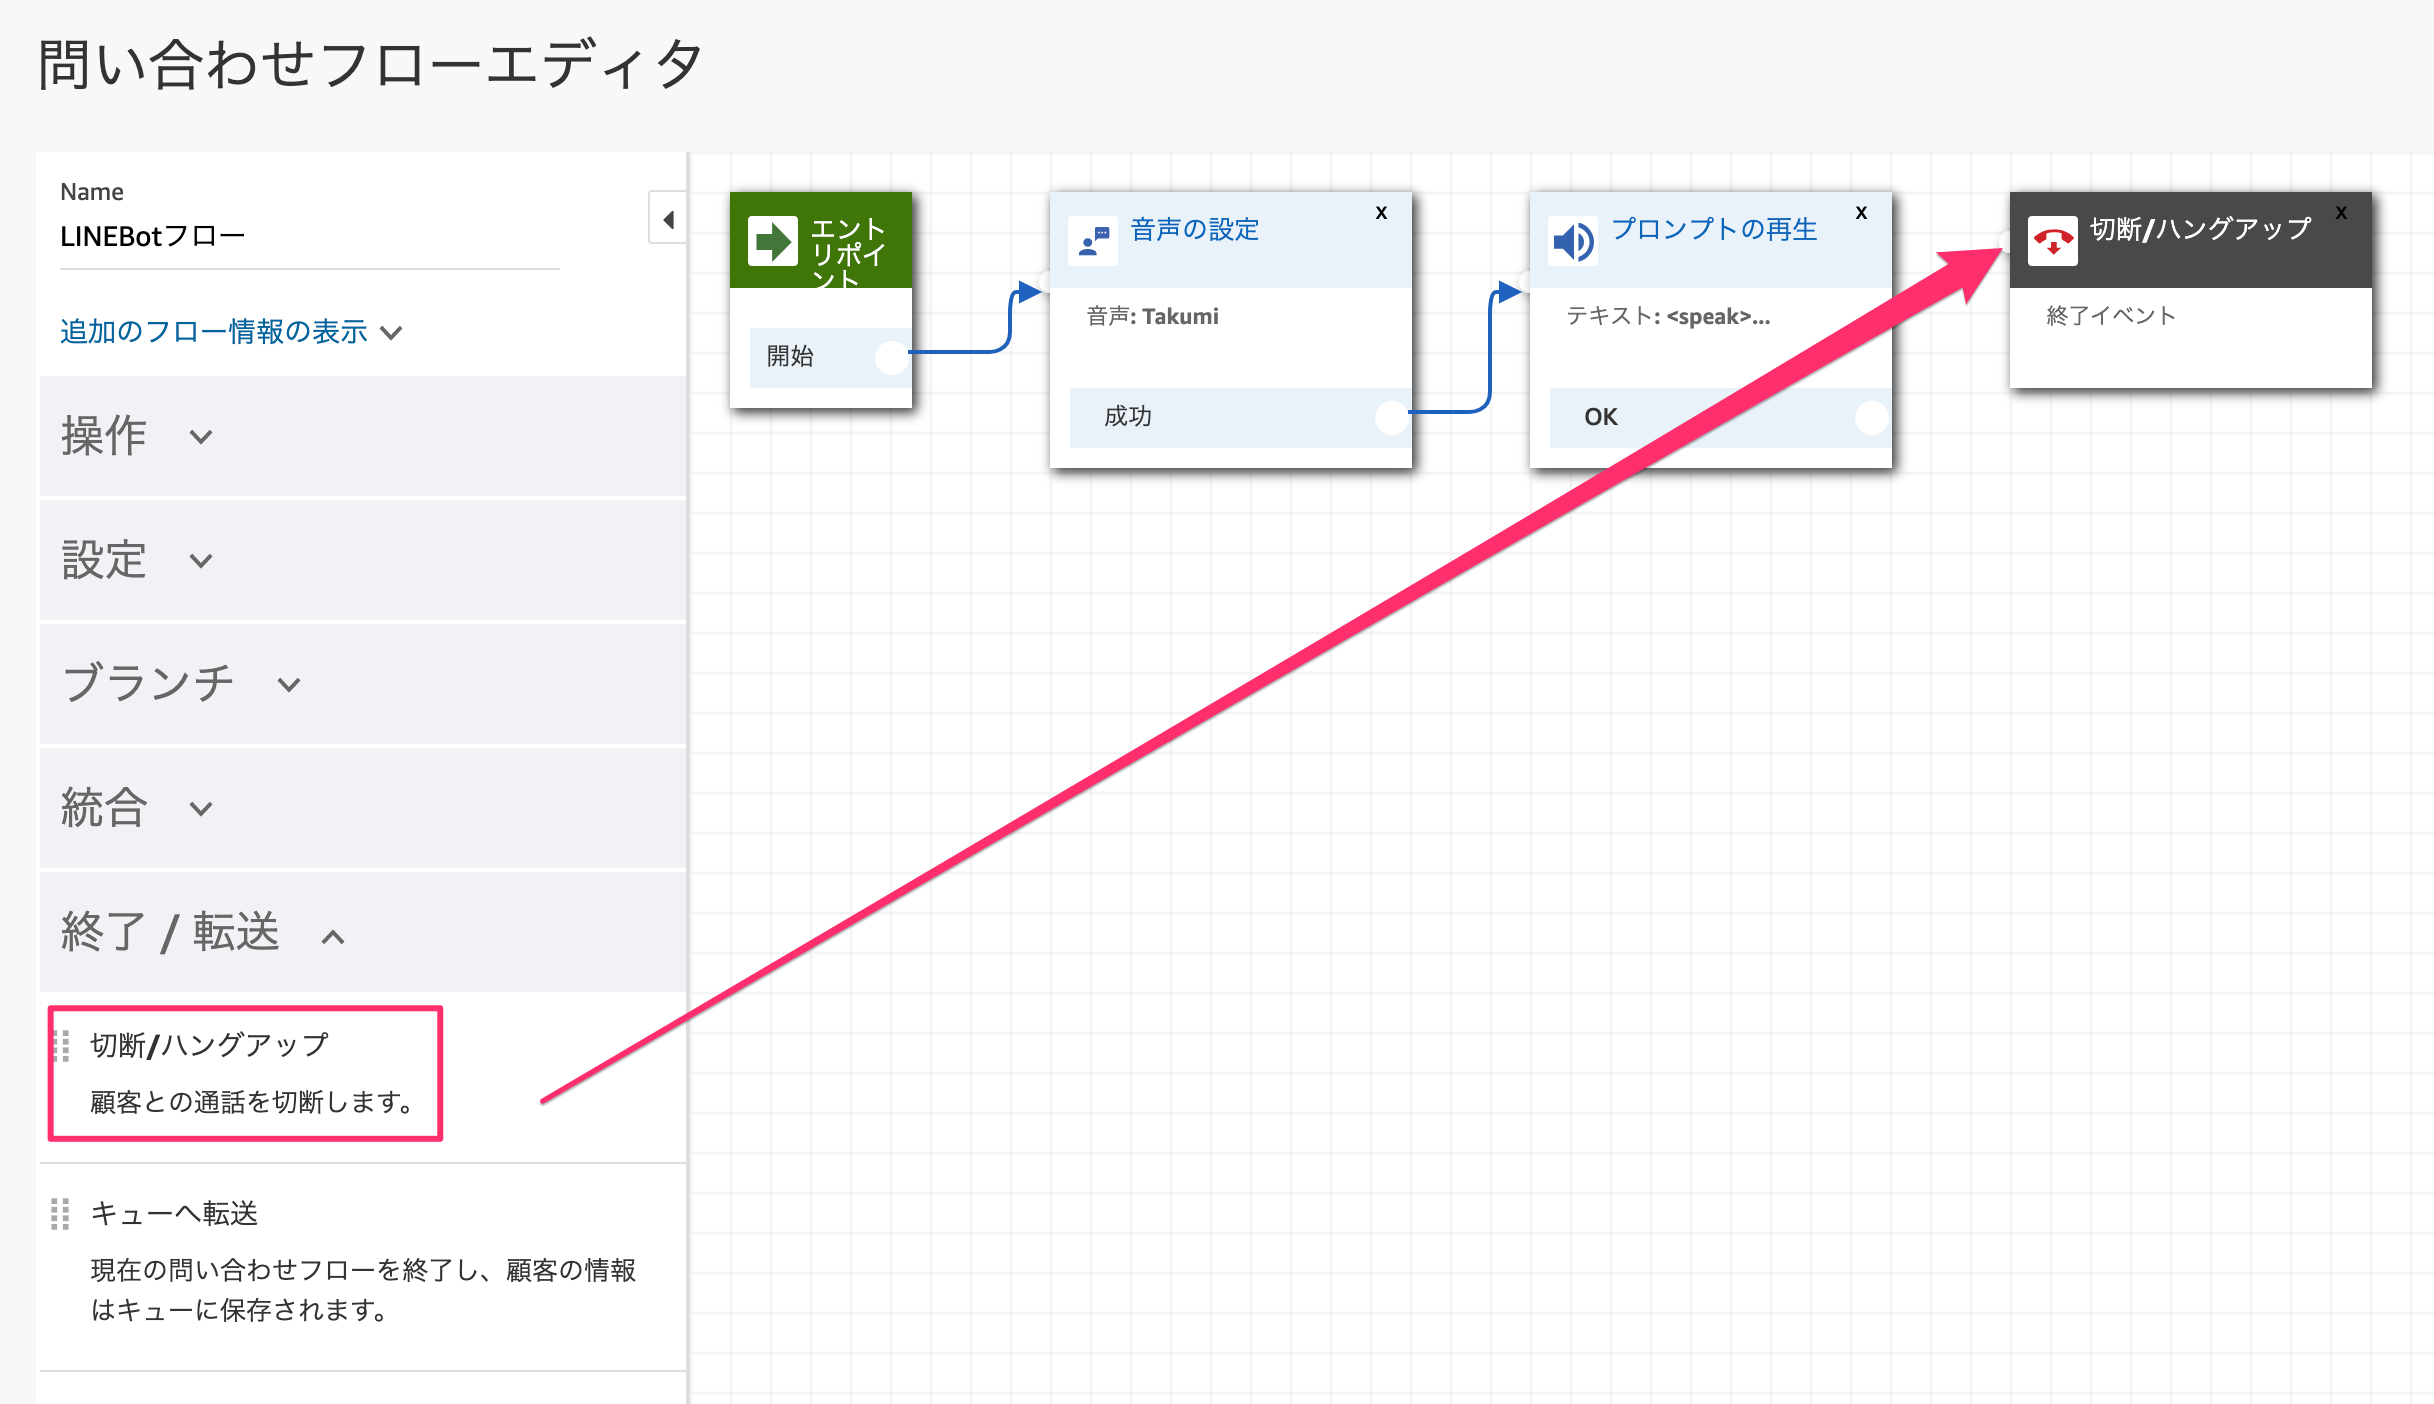 問い合わせフローエディタ
Name
LINEBotフロー
追加のフロー情報の表示
操作
設定
ブランチ
統合
終了 / 転送
切断/ハングアップ
顧客との通話を切断します。
キューへ転送
現在の問い合わせフローを終了し、顧客の情報
はキューに保存されます。
エント
リポイ
ント
開始
音声の設定
x
音声: Takumi
成功
プロンプトの再生
x
テキスト: <speak>...
OK
切断/ハングアップ
x
終了イベント